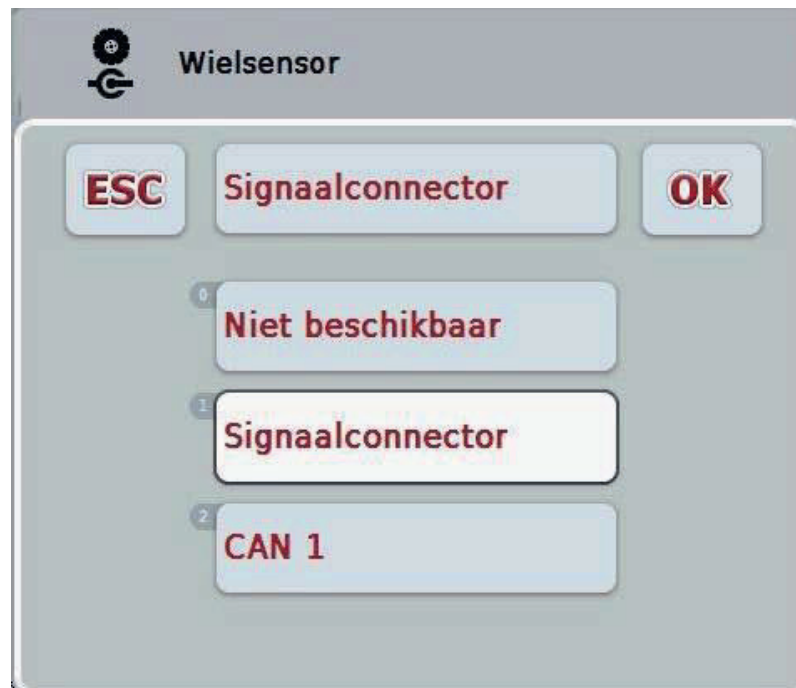 Wielsensor
ESC
Signaalconnector
OK
0
Niet beschikbaar
1
Signaalconnector
2
CAN 1